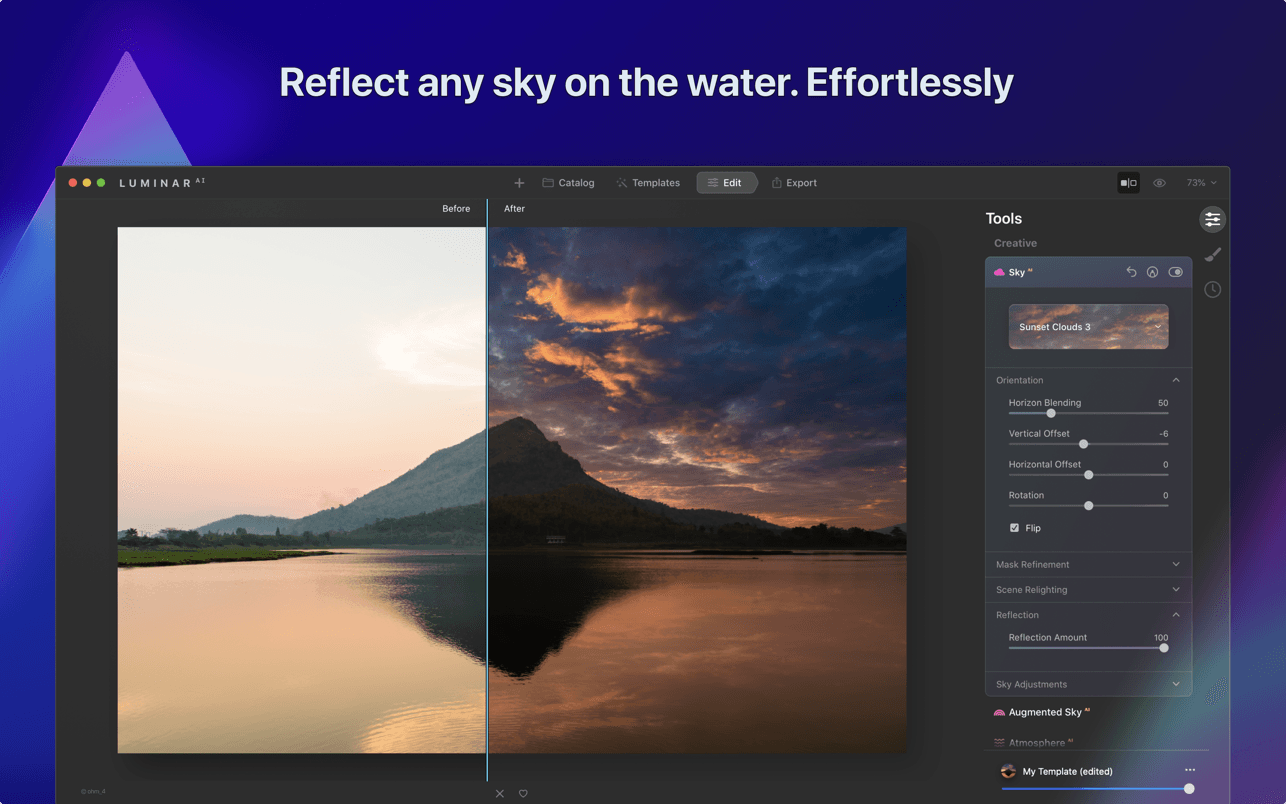 Reflect any sky on the water. Effortlessly
LUMINAR AI
Catalog
Templates
Edit
Export
73%
Before
After
Tools
Creative
Sky AI
Sunset Clouds 3
Orientation
Horizon Blending 50
Vertical Offset -6
Horizontal Offset 0
Rotation 0
Flip
Mask Refinement
Scene Relighting
Reflection
Reflection Amount 100
Sky Adjustments
Augmented Sky AI
Atmosphere AI
My Template (edited)